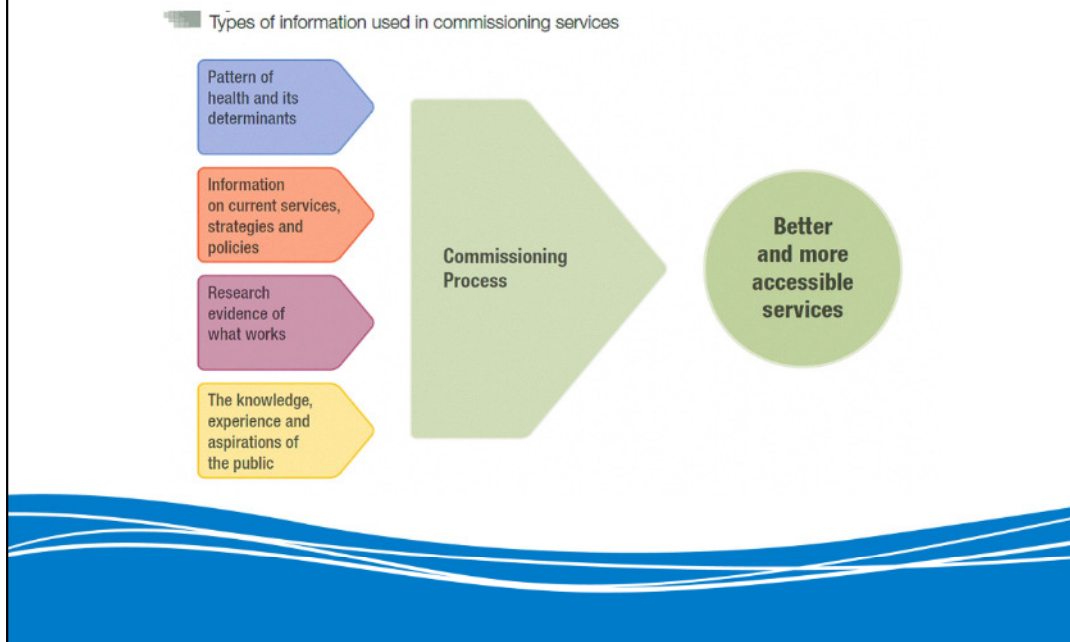 Types of information used in commissioning services
Pattern of
health and its
determinants
Information
on current services,
strategies and
policies
Research
evidence of
what works
The knowledge,
experience and
aspirations of
the public
Commissioning
Process
Better
and more
accessible
services